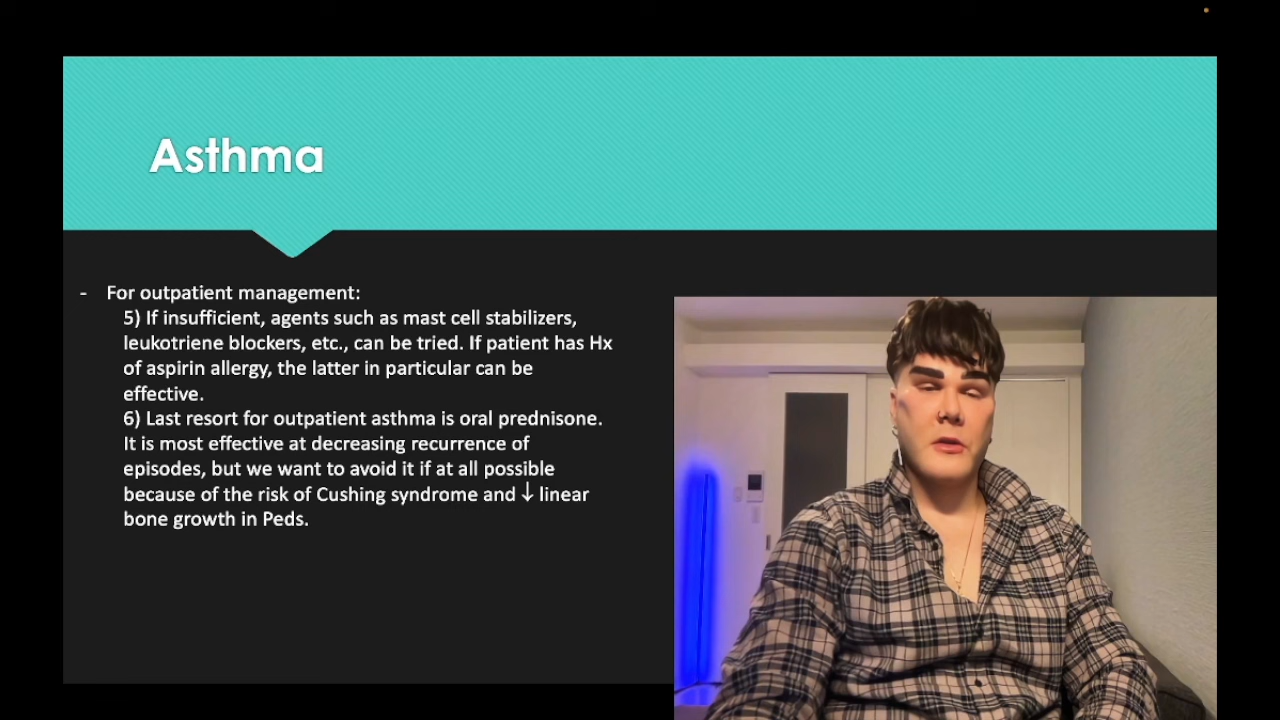 Asthma
- For outpatient management:
5) If insufficient, agents such as mast cell stabilizers,
leukotriene blockers, etc., can be tried. If patient has Hx
of aspirin allergy, the latter in particular can be
effective.
6) Last resort for outpatient asthma is oral prednisone.
It is most effective at decreasing recurrence of
episodes, but we want to avoid it if at all possible
because of the risk of Cushing syndrome and ↓ linear
bone growth in Peds.